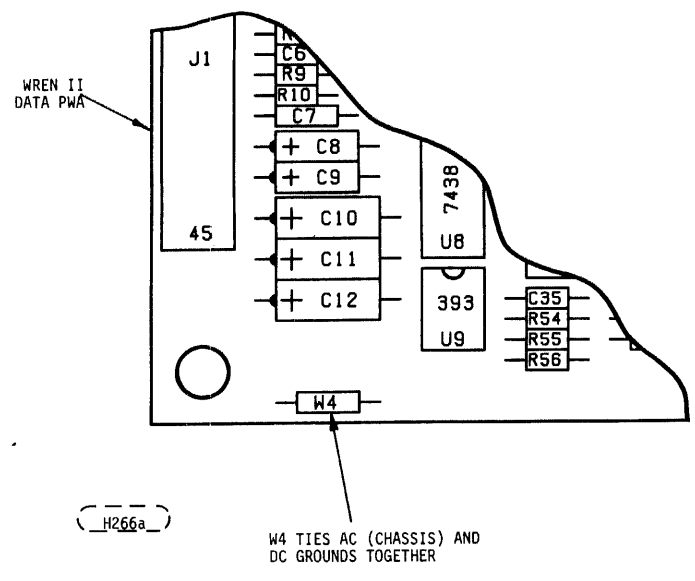 J1
C6
R9
R10
C7
WREN II
DATA PWA
+ C8
+ C9
7438
+ C10
45
U8
+ C11
+ C12
393
U9
C35
R54
R55
R56
W4
H266a
W4 TIES AC (CHASSIS) AND
DC GROUNDS TOGETHER